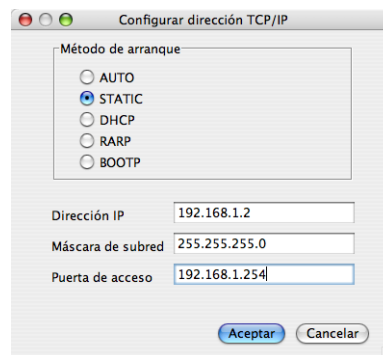 Configurar dirección TCP/IP
Método de arranque
AUTO
STATIC
DHCP
RARP
BOOTP
Dirección IP 192.168.1.2
Máscara de subred 255.255.255.0
Puerta de acceso 192.168.1.254
Aceptar Cancelar